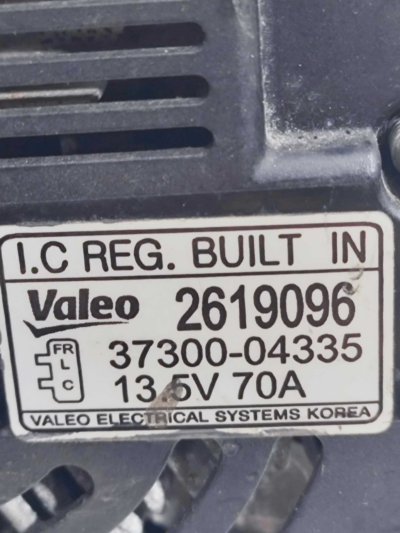 I.C REG. BUILT IN
Valeo 2619096
FR
L
C
37300-04335
13.5V 70A
VALEO ELECTRICAL SYSTEMS KOREA